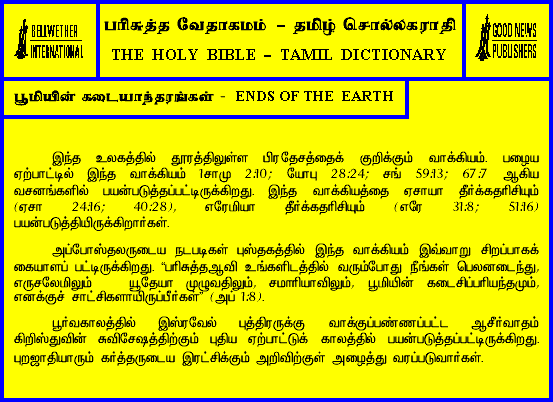 BELLWETHER
INTERNATIONAL
பரிசுத்த வேதாகமம் – தமிழ் சொல்லகராதி
THE HOLY BIBLE – TAMIL DICTIONARY
GOOD NEWS
PUBLISHERS
பூமியின் கடையாந்தரங்கள் - ENDS OF THE EARTH
இந்த உலகத்தில் தூரத்திலுள்ள பிரதேசத்தைக் குறிக்கும் வாக்கியம். பழைய
ஏற்பாட்டில் இந்த வாக்கியம் 1சாமு 2:10; யோபு 28:24; சங் 59:13; 67:7 ஆகிய
வசனங்களில் பயன்படுத்தப்பட்டிருக்கிறது. இந்த வாக்கியத்தை ஏசாயா தீர்க்கதரிசியும்
(ஏசா 24:16; 40:28), எரேமியா தீர்க்கதரிசியும் (எரே 31:8; 51:16)
பயன்படுத்தியிருக்கிறார்கள்.
அப்போஸ்தலருடைய நடபடிகள் புஸ்தகத்தில் இந்த வாக்கியம் இவ்வாறு சிறப்பாகக்
கையாளப் பட்டிருக்கிறது. “பரிசுத்தஆவி உங்களிடத்தில் வரும்போது நீங்கள் பெலனடைந்து,
எருசலேமிலும் யூதேயா முழுவதிலும், சமாரியாவிலும், பூமியின் கடைசிப்பரியந்தமும்,
எனக்குச் சாட்சிகளாயிருப்பீர்கள்” (அப் 1:8).
பூர்வகாலத்தில் இஸ்ரவேல் புத்திரருக்கு வாக்குப்பண்ணப்பட்ட ஆசீர்வாதம்
கிறிஸ்துவின் சுவிசேஷத்திற்கும் புதிய ஏற்பாட்டுக் காலத்தில் பயன்படுத்தப்பட்டிருக்கிறது.
புறஜாதியாரும் கர்த்தருடைய இரட்சிக்கும் அறிவிற்குள் அழைத்து வரப்படுவார்கள்.